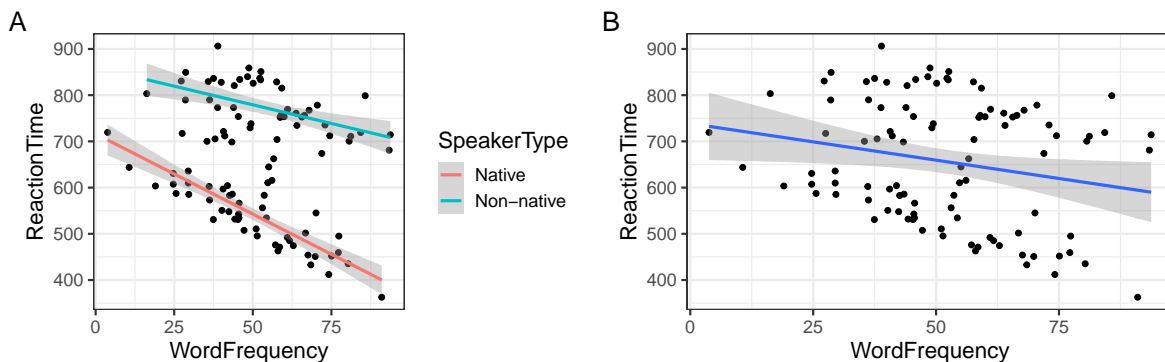 A
ReactionTime
900
800
700
600
500
400
0
25
50
75
WordFrequency
SpeakerType
Native
Non-native
B
ReactionTime
900
800
700
600
500
400
0
25
50
75
WordFrequency